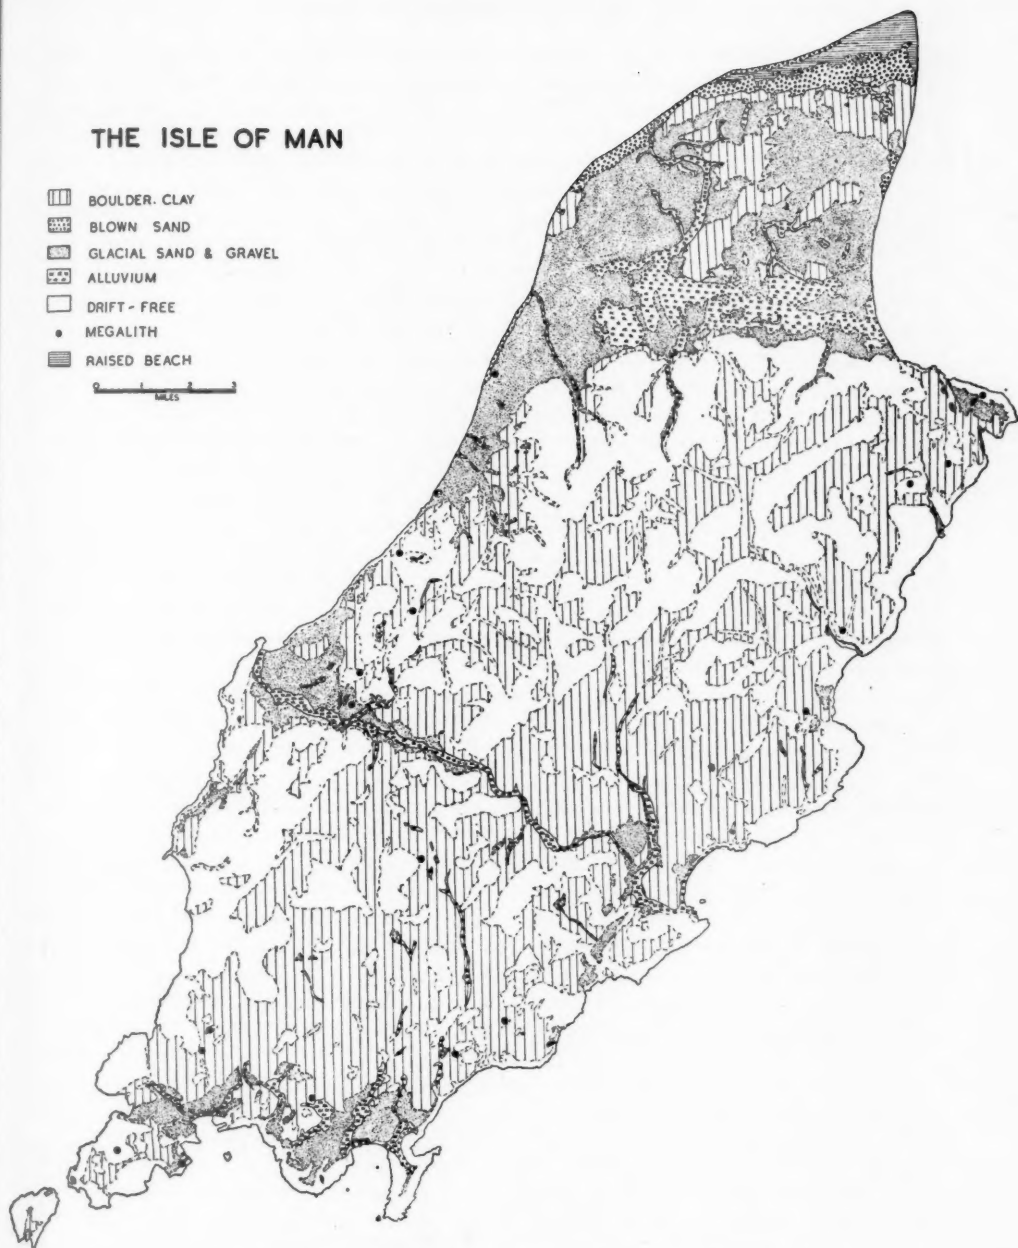 THE ISLE OF MAN
BOULDER. CLAY
BLOWN SAND
GLACIAL SAND & GRAVEL
ALLUVIUM
DRIFT - FREE
MEGALITH
RAISED BEACH
0 1 2 3
MILES